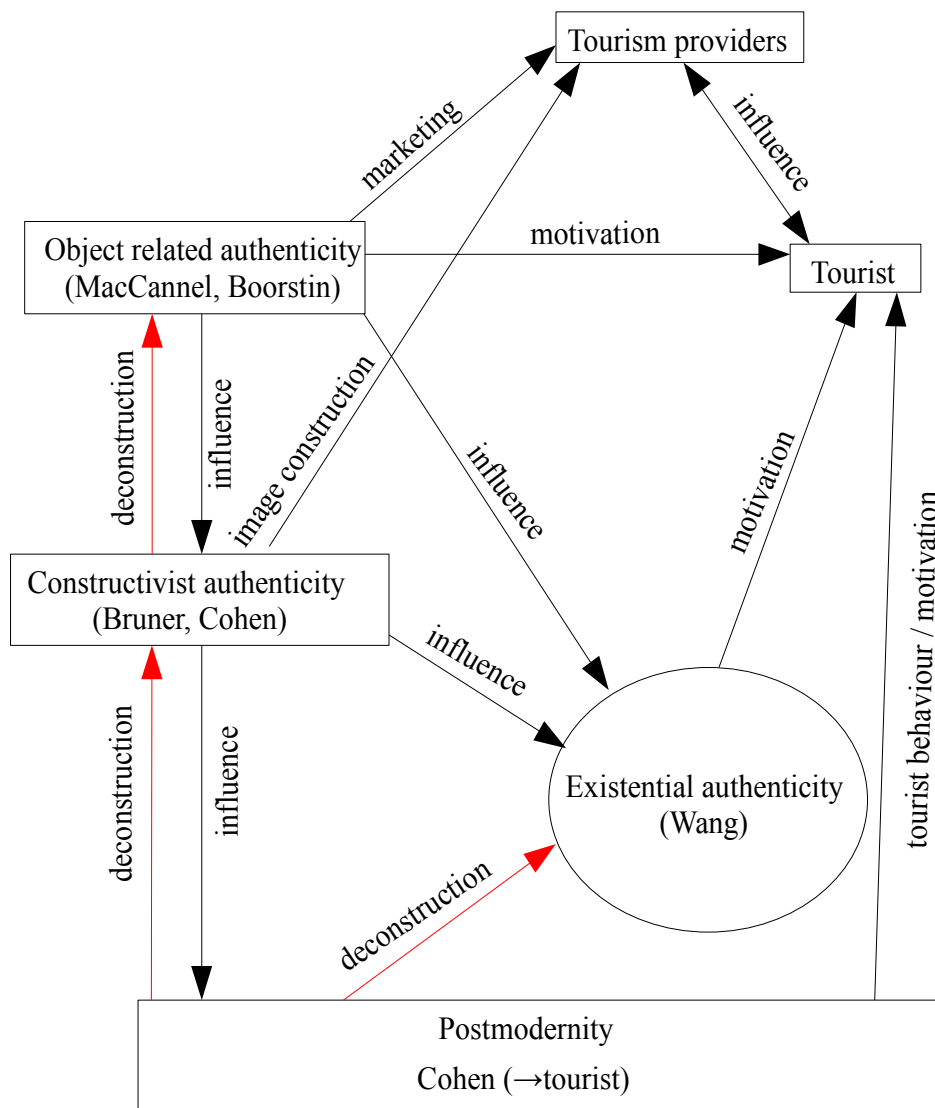 Tourism providers
influence
marketing
Object related authenticity
(MacCannel, Boorstin)
motivation
Tourist
deconstruction
influence
image construction
influence
motivation
tourist behaviour / motivation
Constructivist authenticity
(Bruner, Cohen)
influence
deconstruction
influence
Existential authenticity
(Wang)
deconstruction
Postmodernity
Cohen (→tourist)